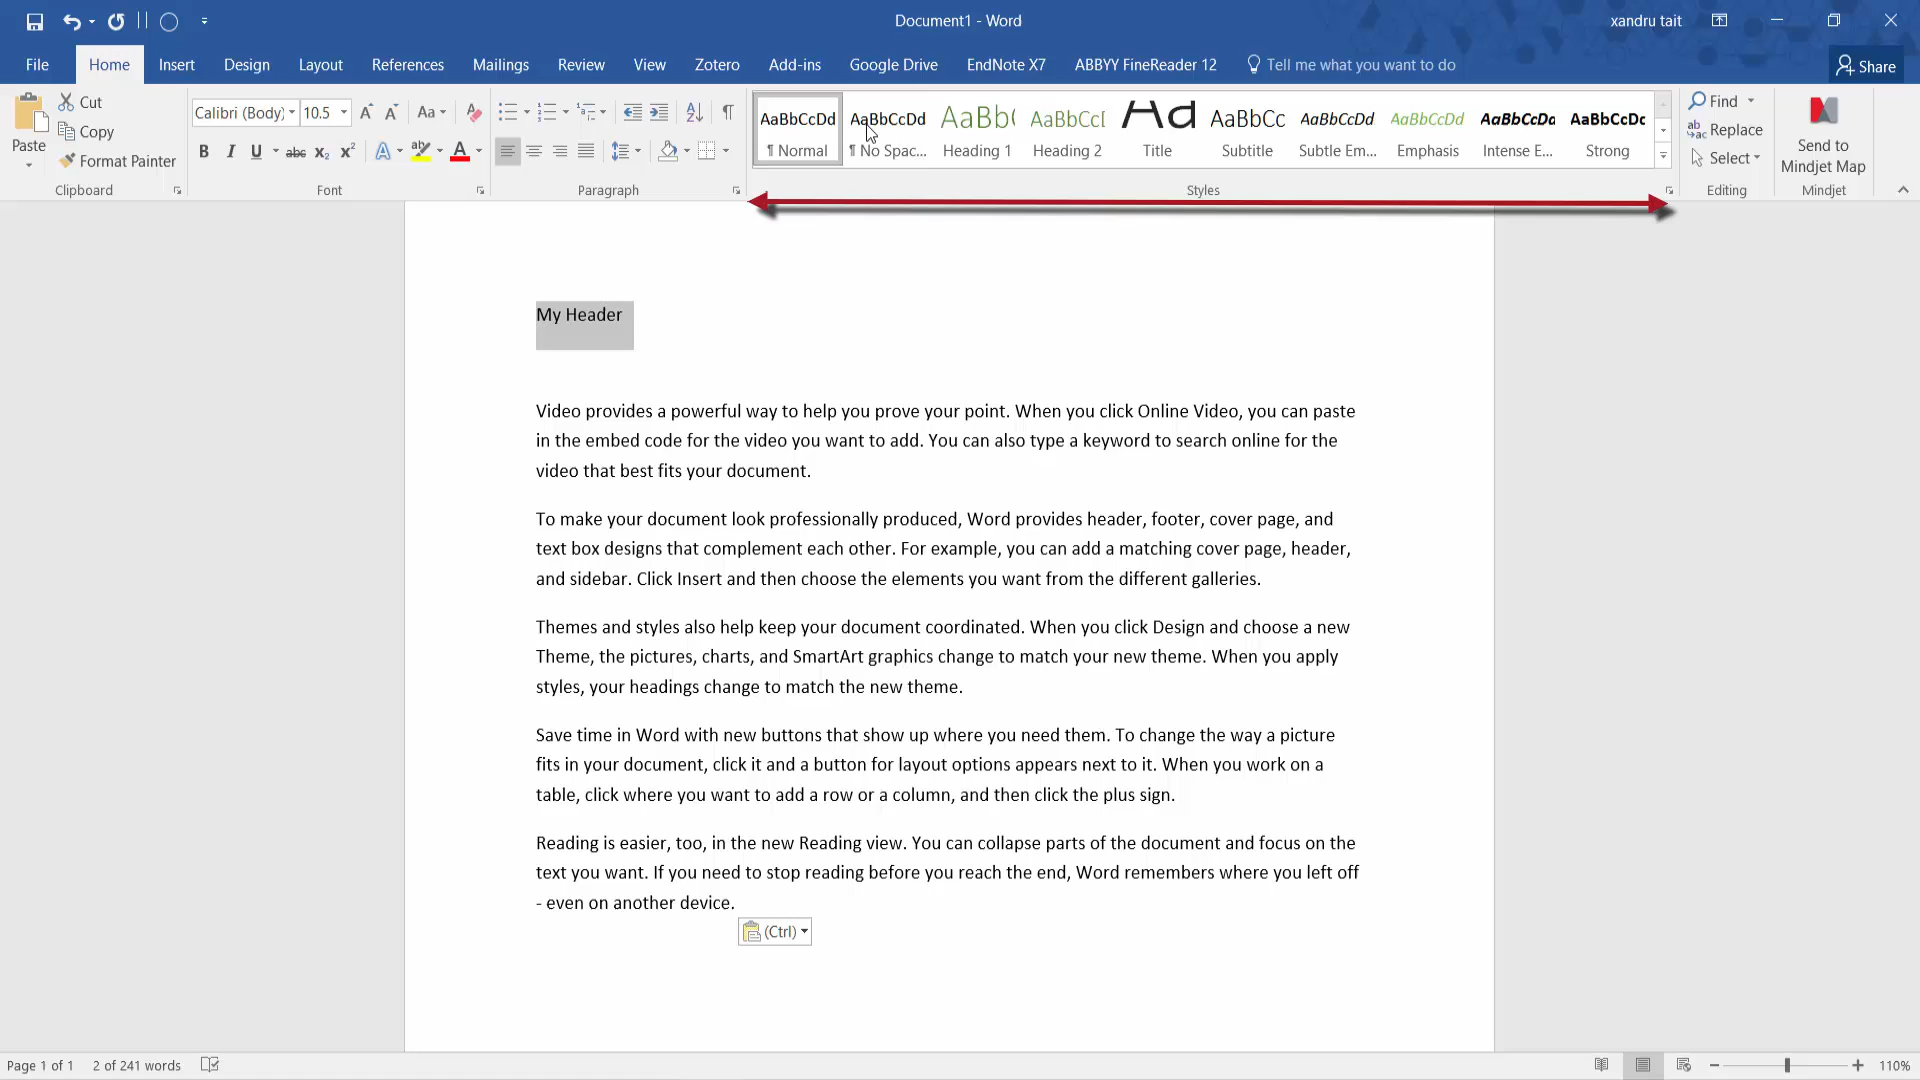 Document1 - Word
xandru tait
File Home Insert Design Layout References Mailings Review View Zotero Add-ins Google Drive EndNote X7 ABBYY FineReader 12 Tell me what you want to do Share
Paste
Cut
Copy
Format Painter
Clipboard
Calibri (Body) 10.5 A A Aa A
B I U abc X2 X2 A ab A
Font
A Z
Paragraph
AaBbCcDd AaBbCcDd AaBb( AaBbC( Ad AaBbCc AaBbCcDd AaBbCcDd AaBbCcDd AaBbCcDc
¶ Normal ¶ No Spac... Heading 1 Heading 2 Title Subtitle Subtle Em... Emphasis Intense E... Strong
Styles
Find
Replace
Select
Editing
Send to
Mindjet Map
Mindjet
My Header
Video provides a powerful way to help you prove your point. When you click Online Video, you can paste
in the embed code for the video you want to add. You can also type a keyword to search online for the
video that best fits your document.
To make your document look professionally produced, Word provides header, footer, cover page, and
text box designs that complement each other. For example, you can add a matching cover page, header,
and sidebar. Click Insert and then choose the elements you want from the different galleries.
Themes and styles also help keep your document coordinated. When you click Design and choose a new
Theme, the pictures, charts, and SmartArt graphics change to match your new theme. When you apply
styles, your headings change to match the new theme.
Save time in Word with new buttons that show up where you need them. To change the way a picture
fits in your document, click it and a button for layout options appears next to it. When you work on a
table, click where you want to add a row or a column, and then click the plus sign.
Reading is easier, too, in the new Reading view. You can collapse parts of the document and focus on the
text you want. If you need to stop reading before you reach the end, Word remembers where you left off
- even on another device.
(Ctrl)
Page 1 of 1 2 of 241 words 110%